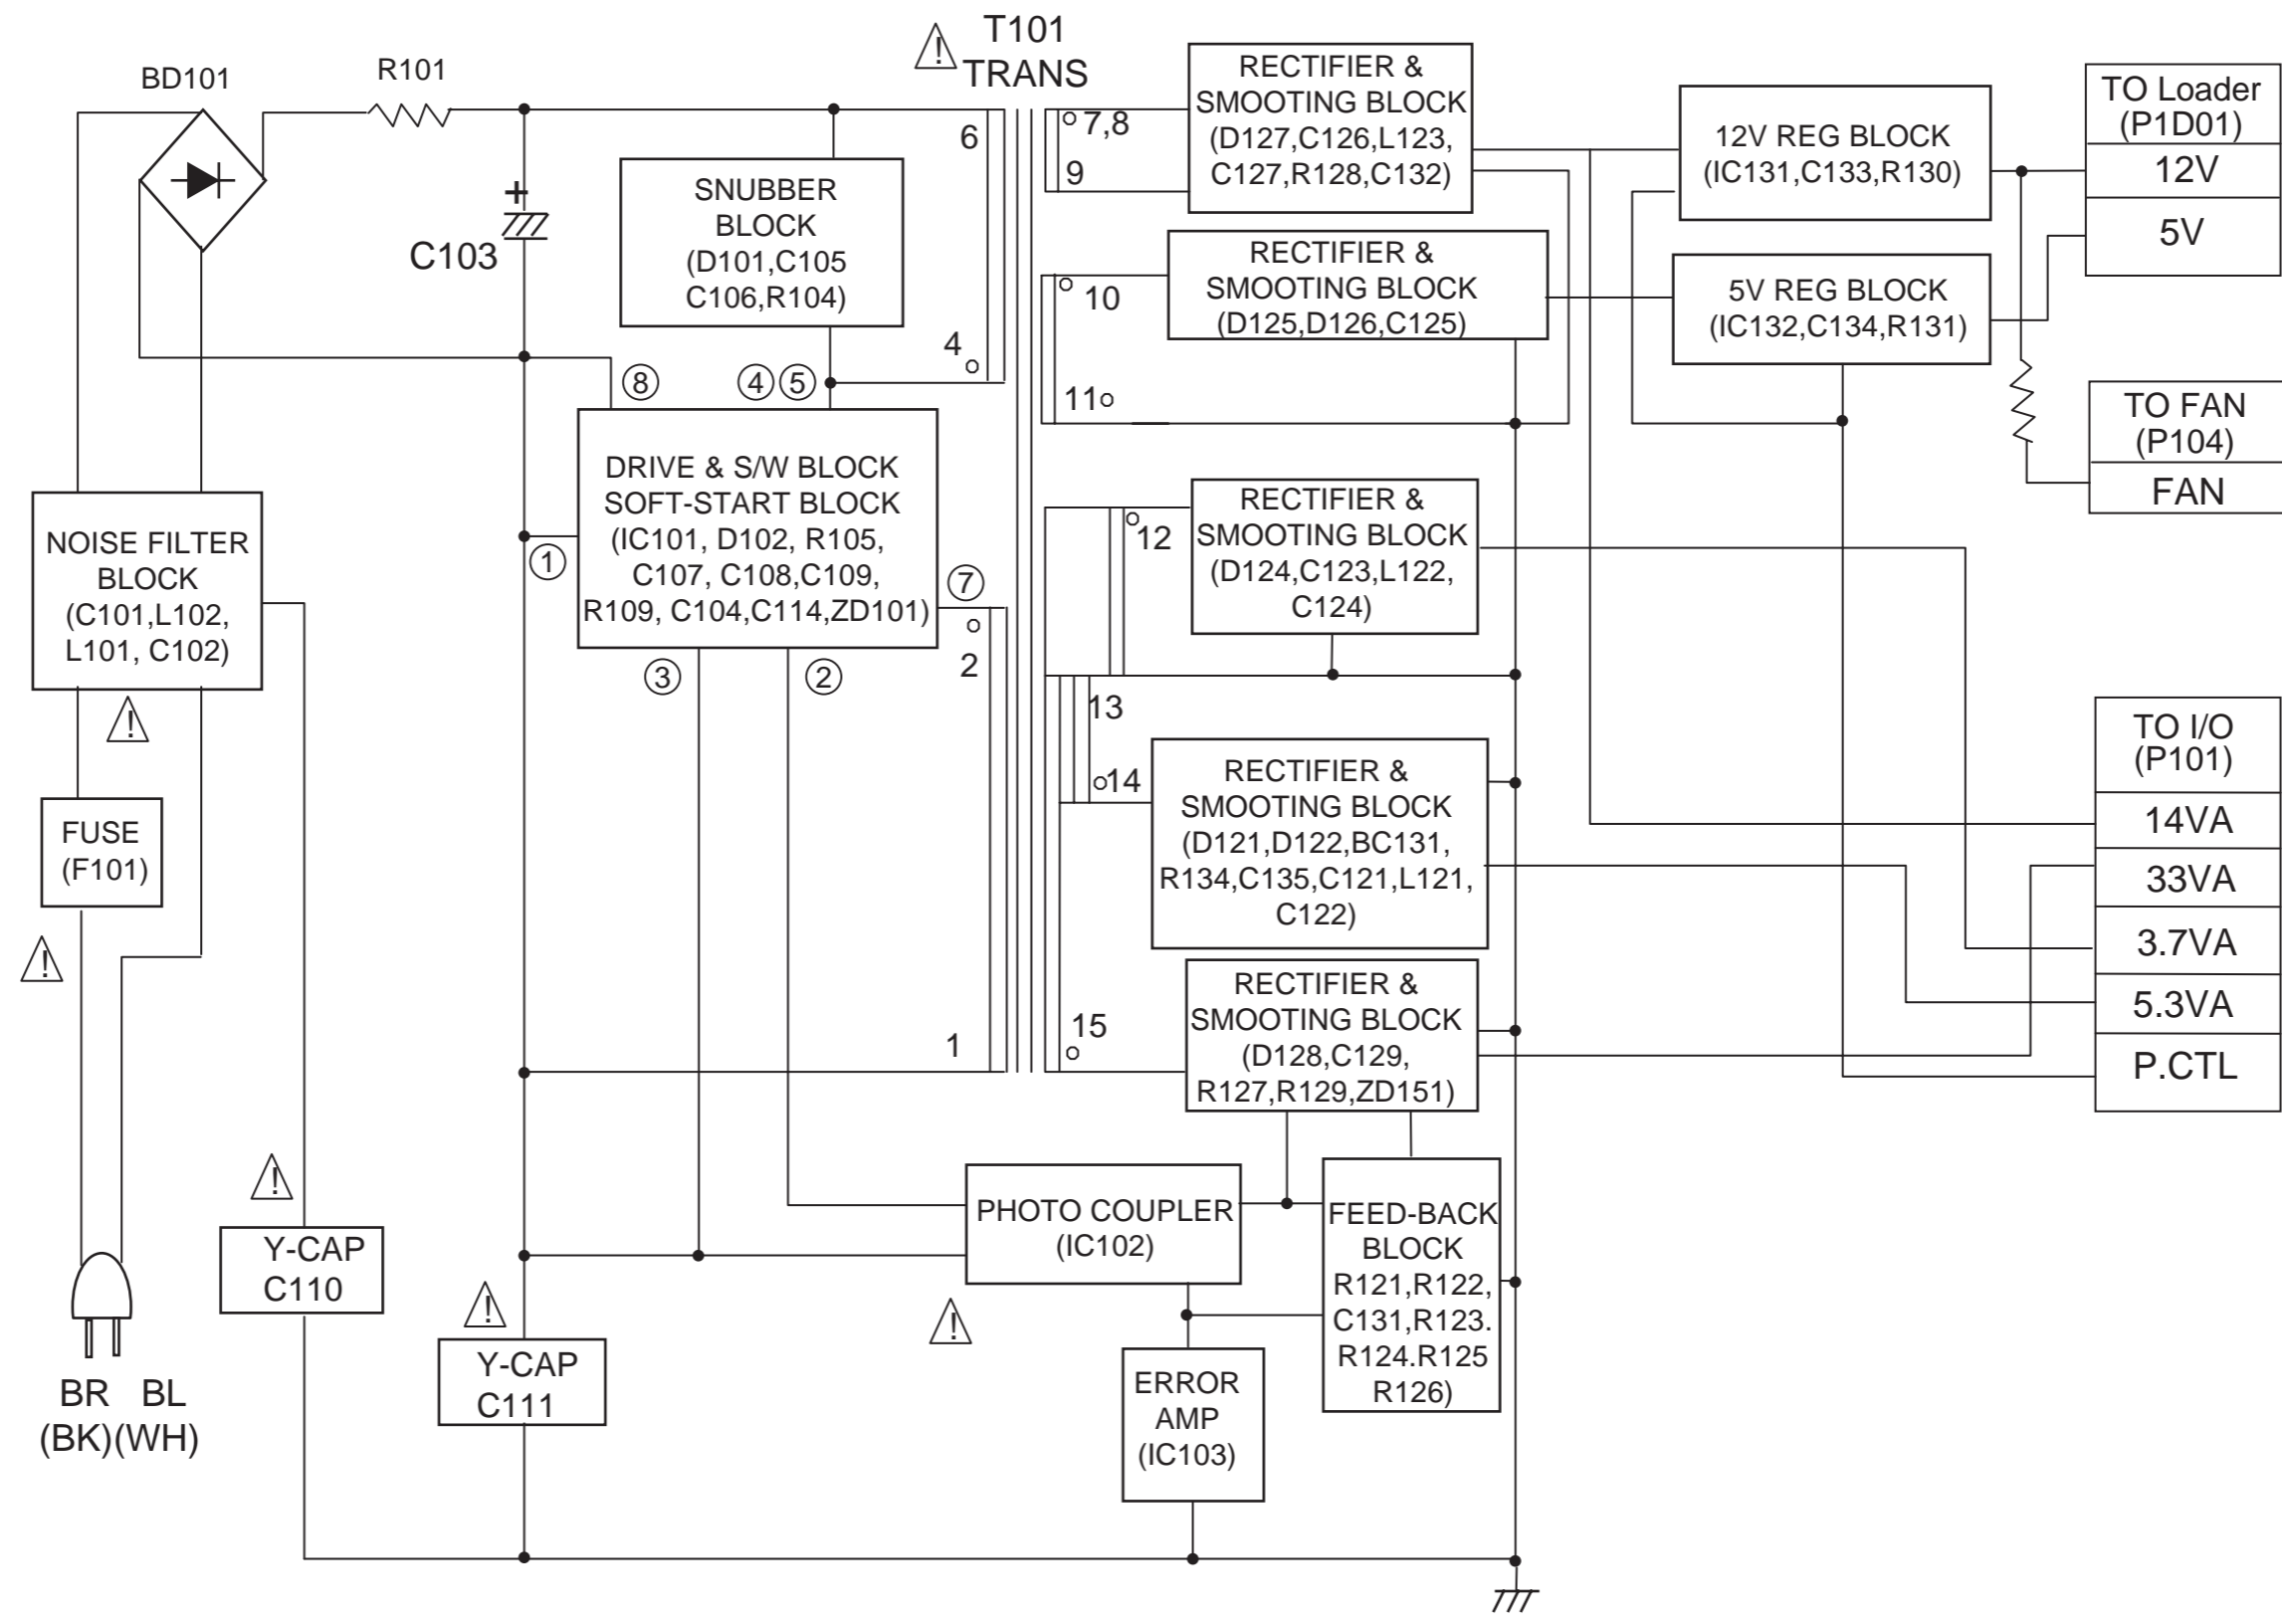 BD101
R101
T101
TRANS
C103
+
SNUBBER
BLOCK
(D101,C105
C106,R104)
6
4
⑧
④⑤
DRIVE & S/W BLOCK
SOFT-START BLOCK
(IC101, D102, R105,
C107, C108,C109,
R109, C104,C114,ZD101)
①
⑦
③
②
2
1
NOISE FILTER
BLOCK
(C101,L102,
L101, C102)
!
FUSE
(F101)
!
BR BL
(BK)(WH)
!
Y-CAP
C110
!
Y-CAP
C111
!
7,8
9
RECTIFIER &
SMOOTING BLOCK
(D127,C126,L123,
C127,R128,C132)
10
11
RECTIFIER &
SMOOTING BLOCK
(D125,D126,C125)
12
RECTIFIER &
SMOOTING BLOCK
(D124,C123,L122,
C124)
13
14
RECTIFIER &
SMOOTING BLOCK
(D121,D122,BC131,
R134,C135,C121,L121,
C122)
15
RECTIFIER &
SMOOTING BLOCK
(D128,C129,
R127,R129,ZD151)
PHOTO COUPLER
(IC102)
!
ERROR
AMP
(IC103)
FEED-BACK
BLOCK
R121,R122,
C131,R123.
R124.R125
R126)
12V REG BLOCK
(IC131,C133,R130)
5V REG BLOCK
(IC132,C134,R131)
TO Loader
(P1D01)
12V
5V
TO FAN
(P104)
FAN
TO I/O
(P101)
14VA
33VA
3.7VA
5.3VA
P.CTL